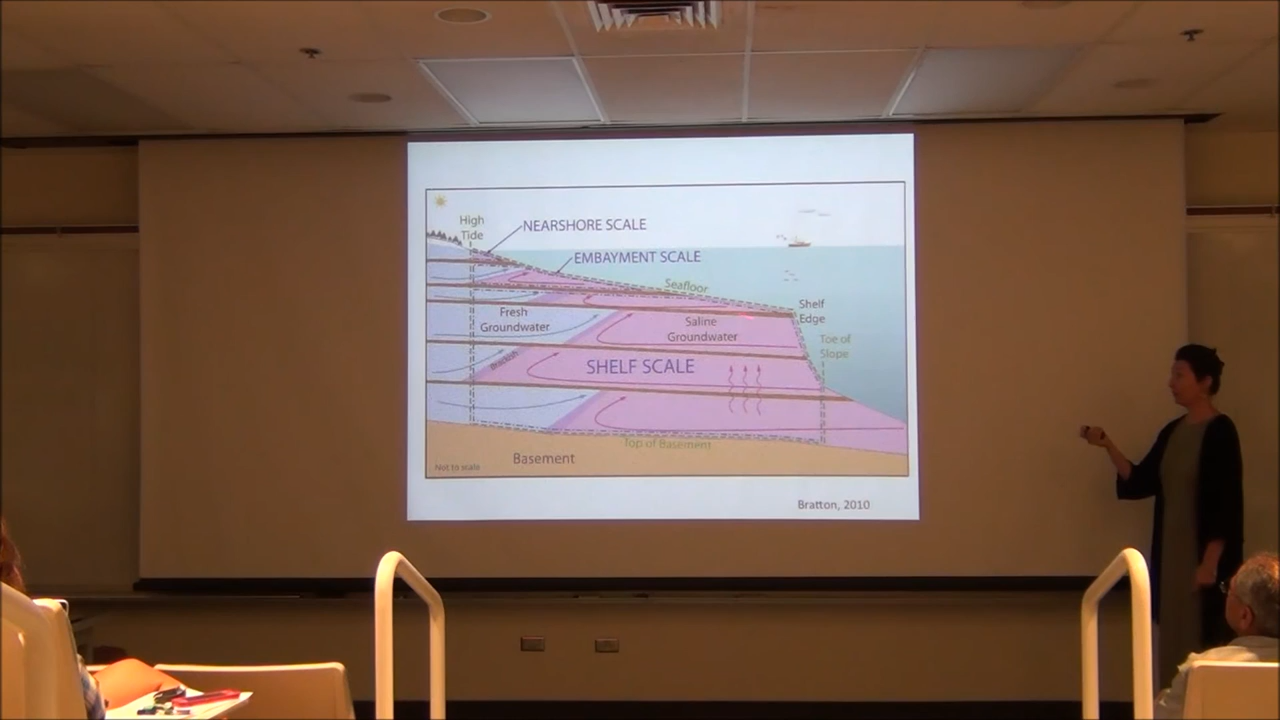 High
Tide
NEARSHORE SCALE
EMBAYMENT SCALE
Seafloor
Shelf
Edge
Fresh
Groundwater
Saline
Groundwater
Toe of
Slope
Brackish
SHELF SCALE
Top of Basement
Basement
Not to scale
Bratton, 2010